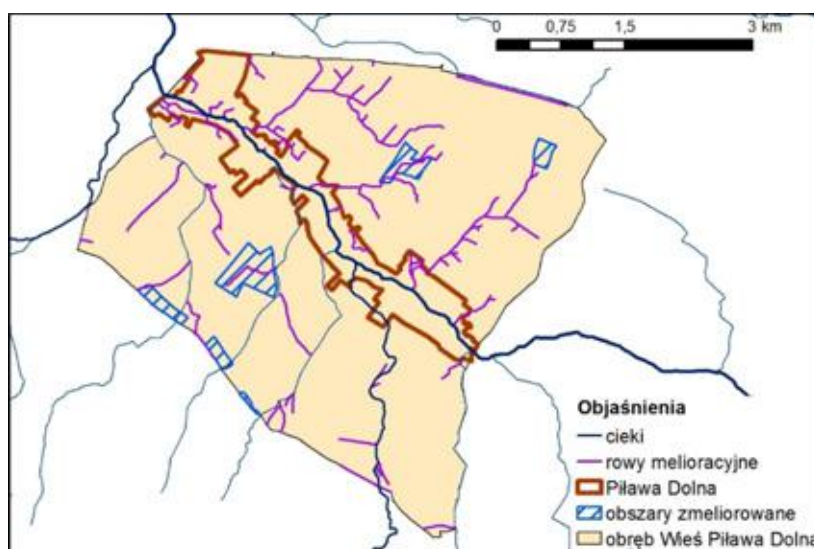 0 0,75 1,5 3 km
Objaśnienia
cieki
rowy melioracyjne
Piława Dolna
obszary zmeliorowane
obręb Wieś Piława Dolna